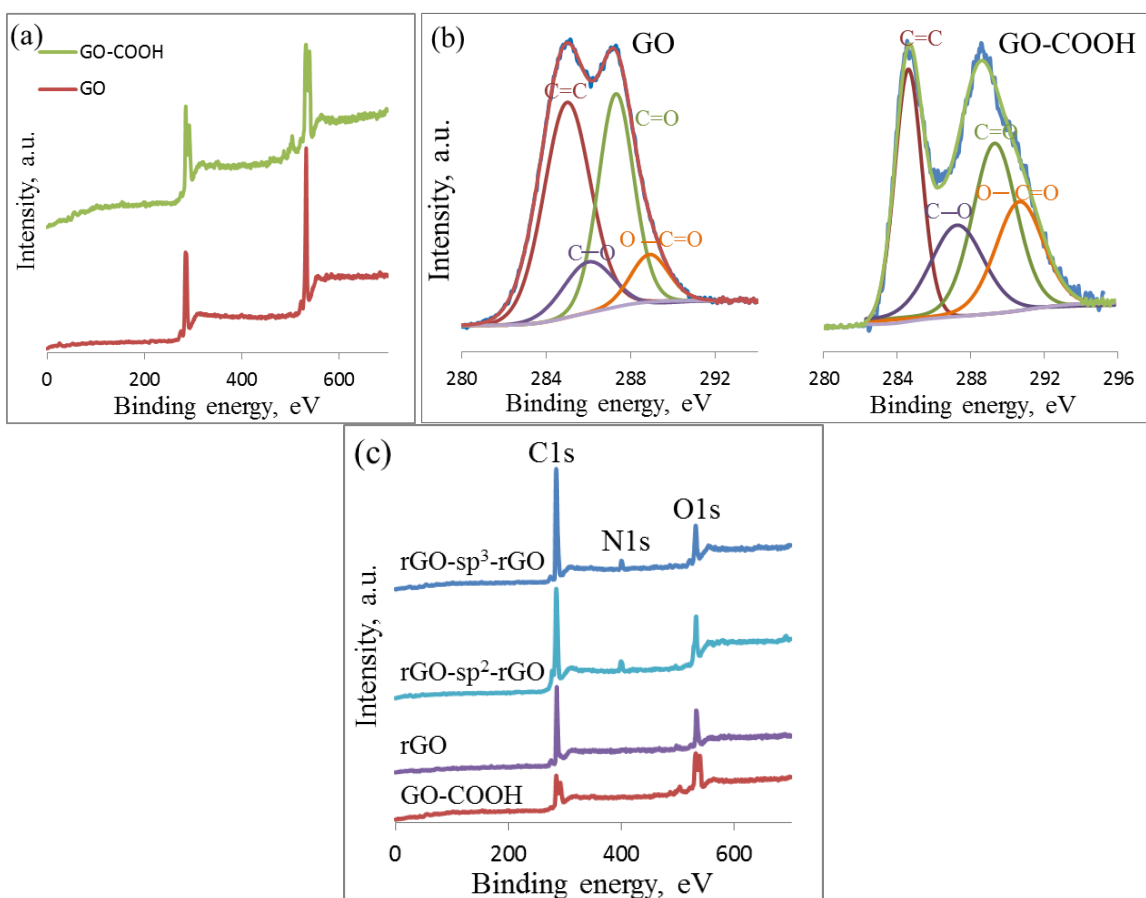 (a)
GO-COOH
GO
Intensity, a.u.
0 200 400 600
Binding energy, eV
(b)
GO
C=C
C=O
C—O
O—C=O
Intensity, a.u.
280 284 288 292
Binding energy, eV
GO-COOH
C=C
C=O
O—C=O
C—O
280 284 288 292 296
Binding energy, eV
(c)
C1s
O1s
N1s
rGO-sp³-rGO
rGO-sp²-rGO
rGO
GO-COOH
Intensity, a.u.
0 200 400 600
Binding energy, eV